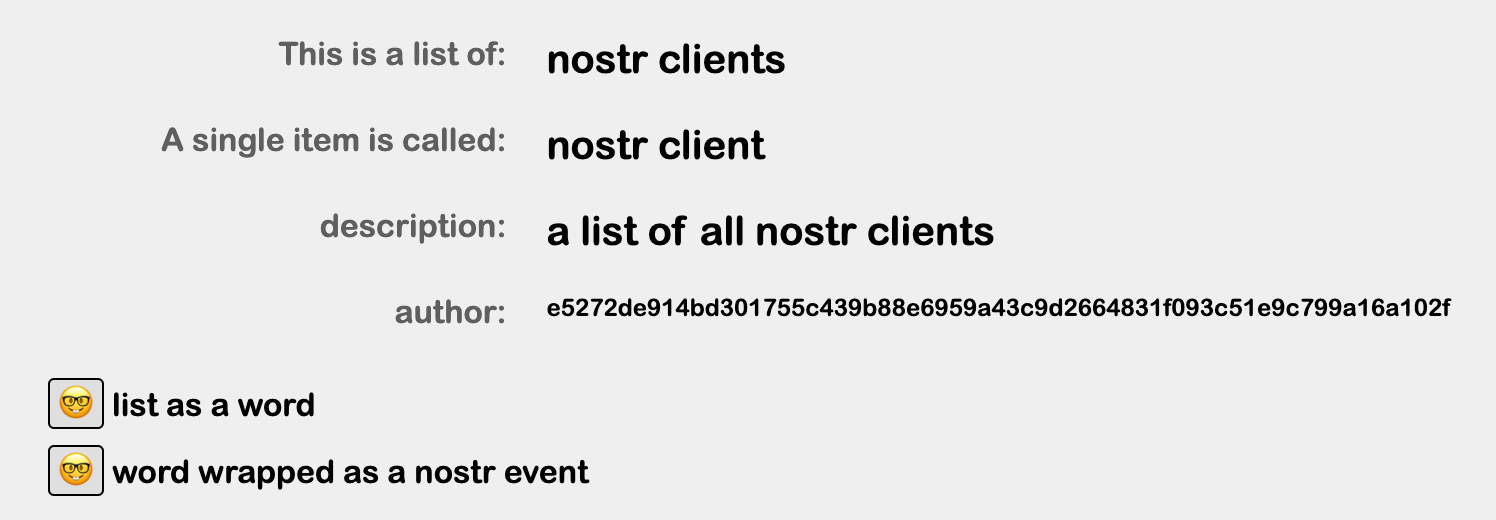 This is a list of: nostr clients
A single item is called: nostr client
description: a list of all nostr clients
author: e5272de914bd301755c439b88e6959a43c9d2664831f093c51e9c799a16a102f
list as a word
word wrapped as a nostr event